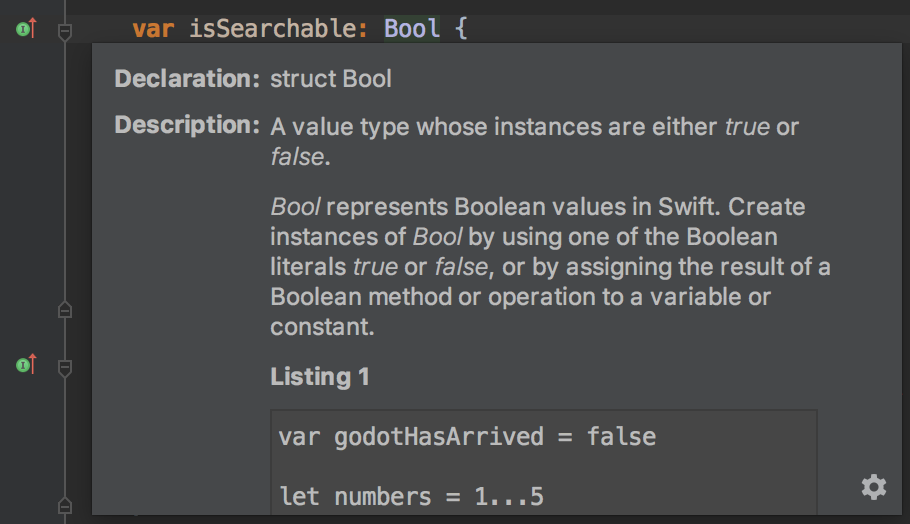 var isSearchable: Bool {
Declaration: struct Bool
Description: A value type whose instances are either true or
false.
Bool represents Boolean values in Swift. Create
instances of Bool by using one of the Boolean
literals true or false, or by assigning the result of a
Boolean method or operation to a variable or
constant.
Listing 1
var godotHasArrived = false
let numbers = 1...5